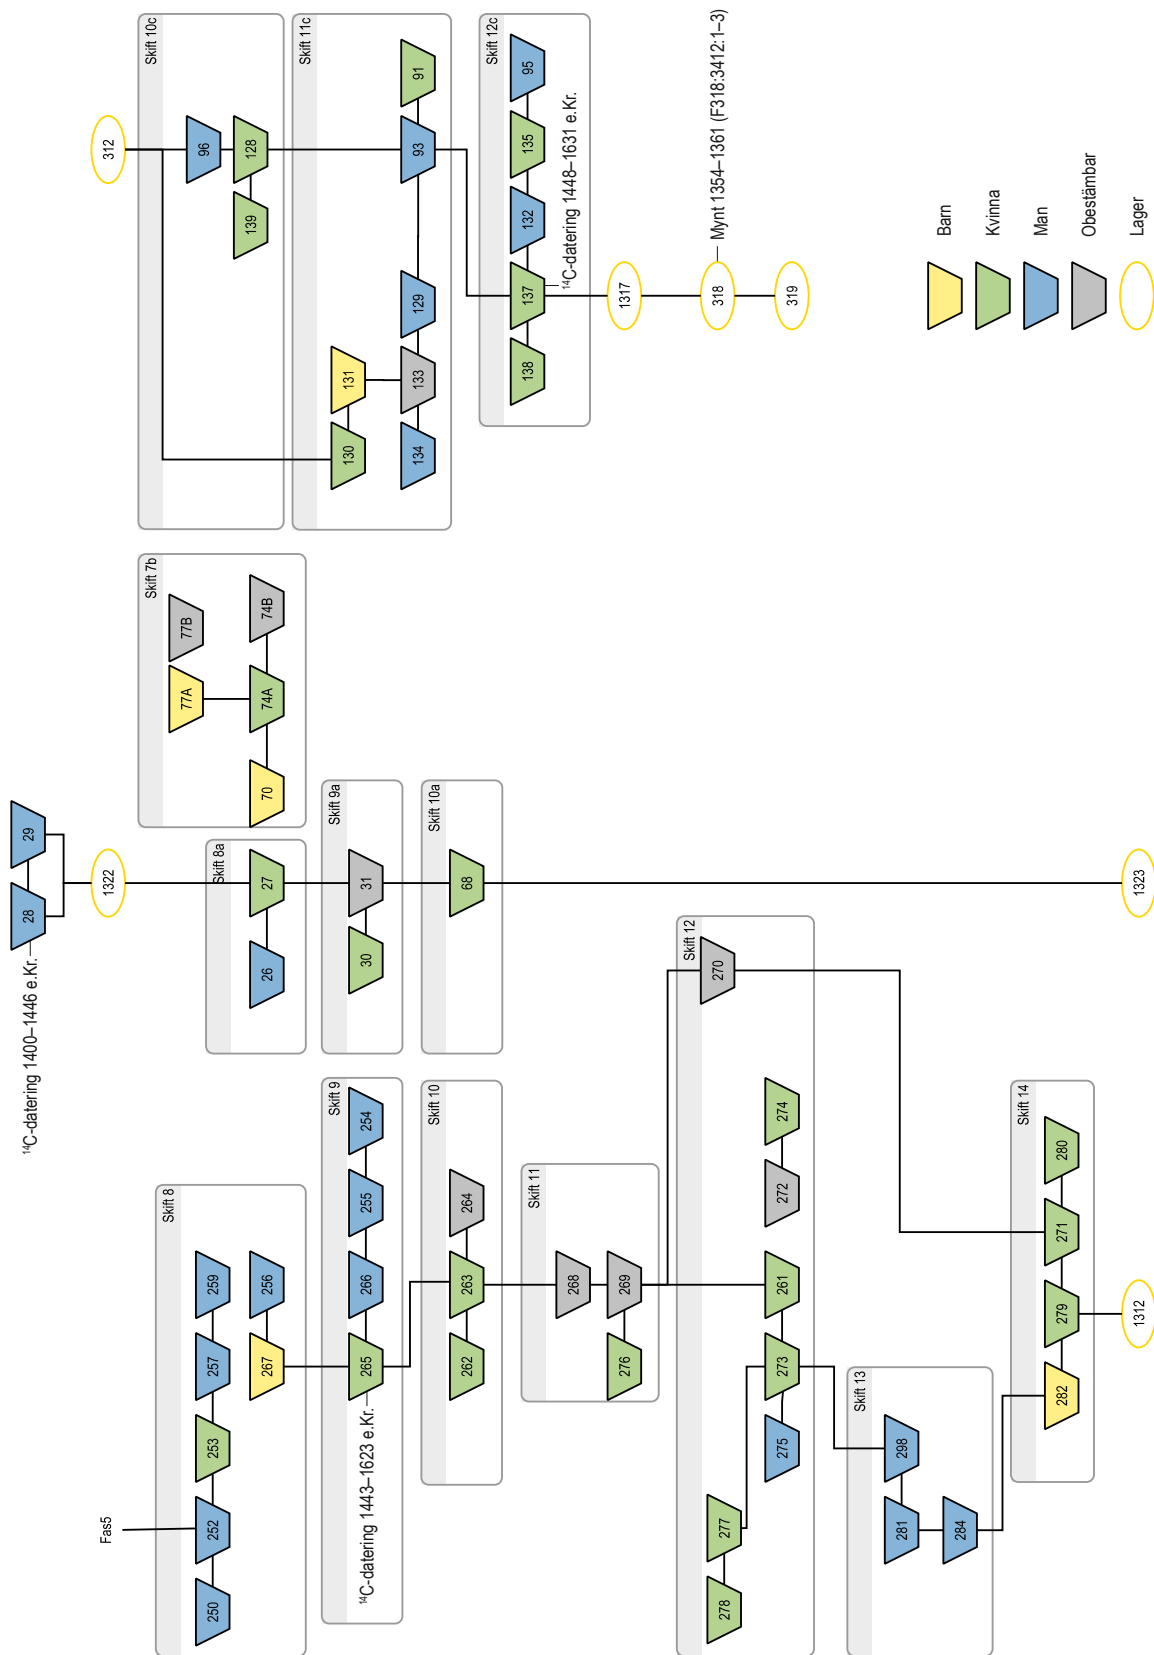 Fas5
Skift 8
250
252
253
257
259
267
256
Skift 9
265
266
255
254
¹⁴C-datering 1443–1623 e.Kr.
Skift 10
262
263
264
Skift 11
268
276
269
Skift 12
270
278
277
275
273
261
272
274
Skift 13
281
298
284
Skift 14
282
279
271
280
1312
¹⁴C-datering 1400–1446 e.Kr.
28
29
1322
Skift 8a
26
27
Skift 9a
30
31
Skift 10a
68
1323
Skift 7b
77A
77B
70
74A
74B
312
Skift 10c
96
139
128
Skift 11c
130
131
134
133
129
93
91
Skift 12c
138
137
132
135
95
¹⁴C-datering 1448–1631 e.Kr.
1317
318
Mynt 1354–1361 (F318:3412:1–3)
319
Barn
Kvinna
Man
Obestämbar
Lager